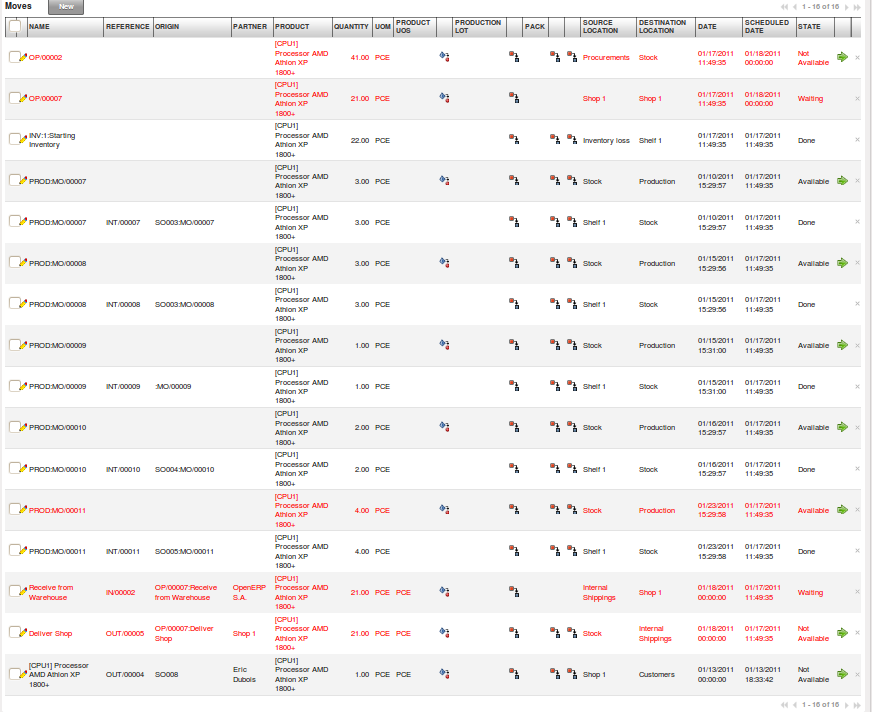 Moves New 1 - 16 of 16
NAME REFERENCE ORIGIN PARTNER PRODUCT QUANTITY UOM PRODUCT UOS PRODUCTION LOT PACK SOURCE LOCATION DESTINATION LOCATION DATE SCHEDULED DATE STATE
OP/00002 [CPU1] Processor AMD Athlon XP 1800+ 41.00 PCE Procurements Stock 01/17/2011 11:49:35 01/18/2011 00:00:00 Not Available
OP/00007 [CPU1] Processor AMD Athlon XP 1800+ 21.00 PCE Shop 1 Shop 1 01/17/2011 11:49:35 01/18/2011 00:00:00 Waiting
INV:1:Starting Inventory [CPU1] Processor AMD Athlon XP 1800+ 22.00 PCE Inventory loss Shelf 1 01/17/2011 11:49:35 01/17/2011 11:49:35 Done
PROD:MO/00007 [CPU1] Processor AMD Athlon XP 1800+ 3.00 PCE Stock Production 01/10/2011 15:29:57 01/17/2011 11:49:35 Available
PROD:MO/00007 INT/00007 SO003:MO/00007 [CPU1] Processor AMD Athlon XP 1800+ 3.00 PCE Shelf 1 Stock 01/10/2011 15:29:57 01/17/2011 11:49:35 Done
PROD:MO/00008 [CPU1] Processor AMD Athlon XP 1800+ 3.00 PCE Stock Production 01/15/2011 15:29:56 01/17/2011 11:49:35 Available
PROD:MO/00008 INT/00008 SO003:MO/00008 [CPU1] Processor AMD Athlon XP 1800+ 3.00 PCE Shelf 1 Stock 01/15/2011 15:29:56 01/17/2011 11:49:35 Done
PROD:MO/00009 [CPU1] Processor AMD Athlon XP 1800+ 1.00 PCE Stock Production 01/15/2011 15:31:00 01/17/2011 11:49:35 Available
PROD:MO/00009 INT/00009 :MO/00009 [CPU1] Processor AMD Athlon XP 1800+ 1.00 PCE Shelf 1 Stock 01/15/2011 15:31:00 01/17/2011 11:49:35 Done
PROD:MO/00010 [CPU1] Processor AMD Athlon XP 1800+ 2.00 PCE Stock Production 01/16/2011 15:29:57 01/17/2011 11:49:35 Available
PROD:MO/00010 INT/00010 SO004:MO/00010 [CPU1] Processor AMD Athlon XP 1800+ 2.00 PCE Shelf 1 Stock 01/16/2011 15:29:57 01/17/2011 11:49:35 Done
PROD:MO/00011 [CPU1] Processor AMD Athlon XP 1800+ 4.00 PCE Stock Production 01/23/2011 15:29:58 01/17/2011 11:49:35 Available
PROD:MO/00011 INT/00011 SO005:MO/00011 [CPU1] Processor AMD Athlon XP 1800+ 4.00 PCE Shelf 1 Stock 01/23/2011 15:29:58 01/17/2011 11:49:35 Done
Receive from Warehouse IN/00002 OP/00007:Receive from Warehouse OpenERP S.A. [CPU1] Processor AMD Athlon XP 1800+ 21.00 PCE PCE Internal Shippings Shop 1 01/18/2011 00:00:00 01/17/2011 11:49:35 Waiting
Deliver Shop OUT/00005 OP/00007:Deliver Shop Shop 1 [CPU1] Processor AMD Athlon XP 1800+ 21.00 PCE PCE Stock Internal Shippings 01/18/2011 00:00:00 01/17/2011 11:49:35 Not Available
[CPU1] Processor AMD Athlon XP 1800+ OUT/00004 SO008 Eric Dubois [CPU1] Processor AMD Athlon XP 1800+ 1.00 PCE PCE Shop 1 Customers 01/13/2011 00:00:00 01/13/2011 18:33:42 Not Available
1 - 16 of 16